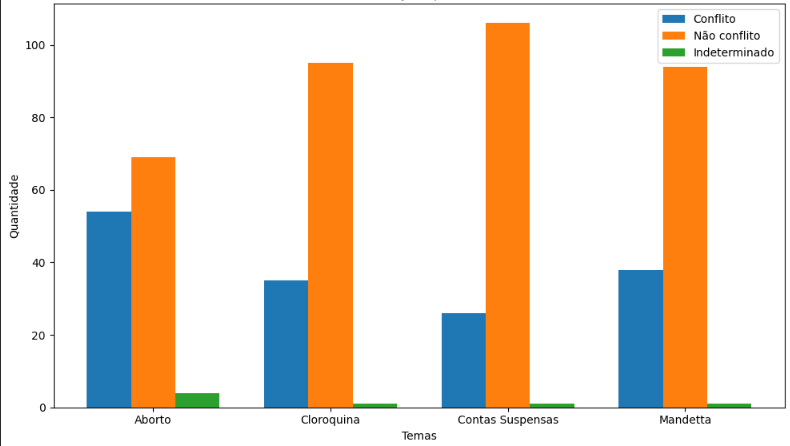 Conflito
Não conflito
Indeterminado
100
80
60
40
20
0
Quantidade
Aborto Cloroquina Contas Suspensas Mandetta
Temas